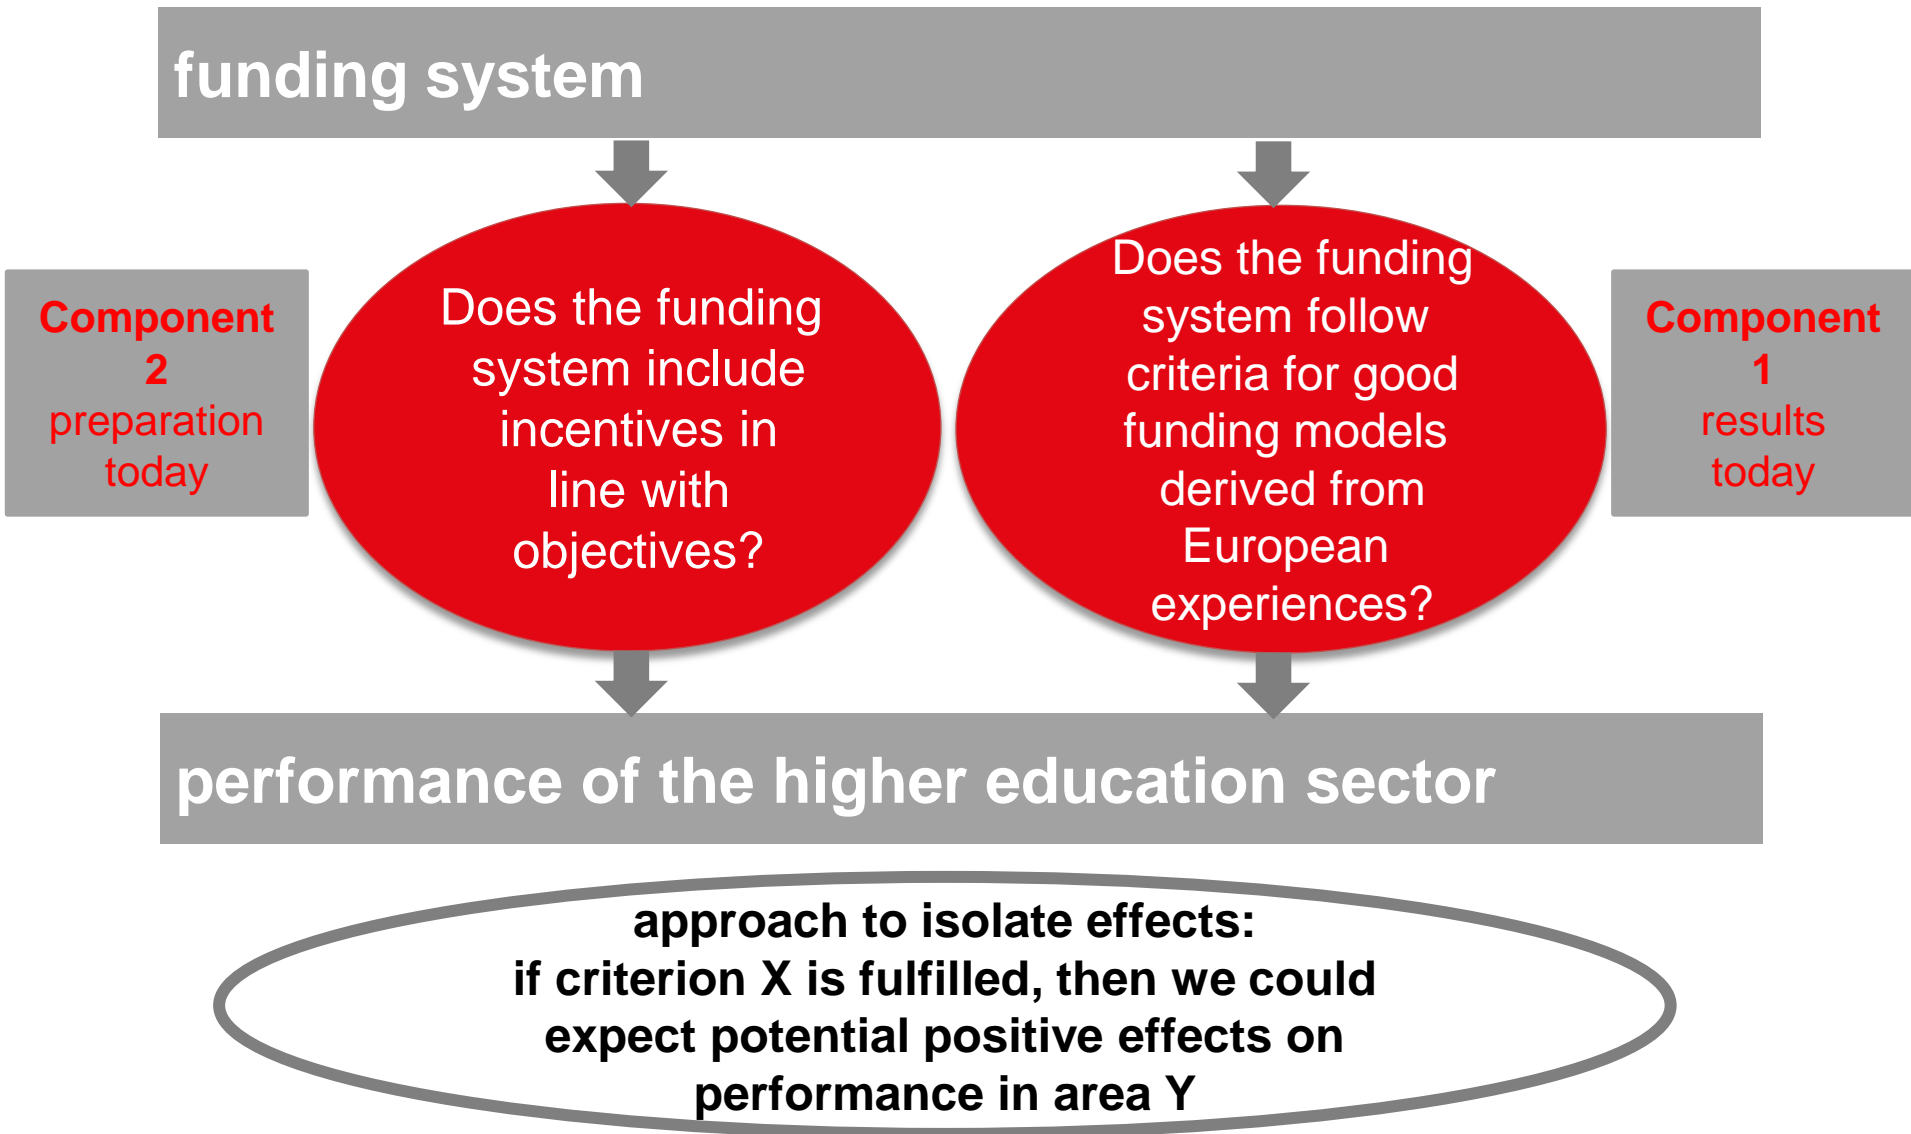 funding system
Component
2
preparation
today
Does the funding
system include
incentives in
line with
objectives?
Does the funding
system follow
criteria for good
funding models
derived from
European
experiences?
Component
1
results
today
performance of the higher education sector
approach to isolate effects:
if criterion X is fulfilled, then we could
expect potential positive effects on
performance in area Y